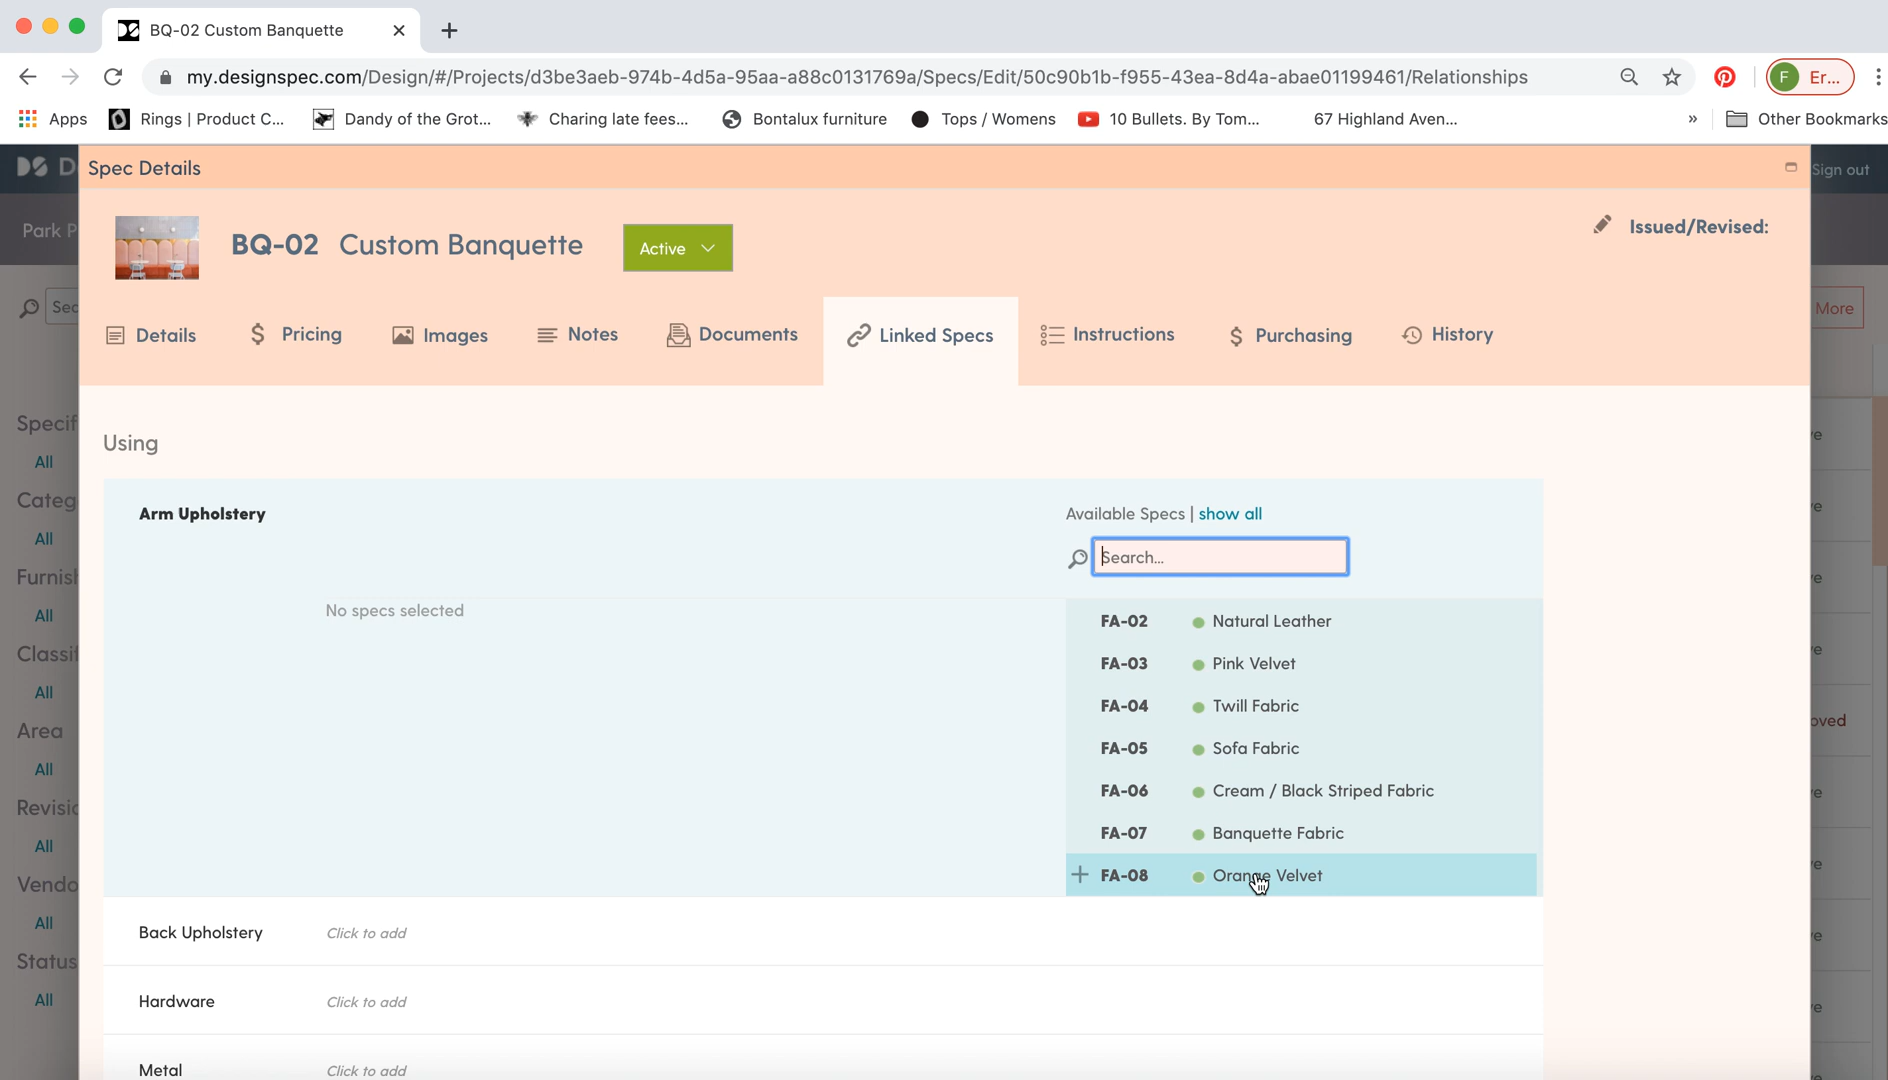 BQ-02 Custom Banquette
my.designspec.com/Design/#/Projects/d3be3aeb-974b-4d5a-95aa-a88c0131769a/Specs/Edit/50c90b1b-f955-43ea-8d4a-abae01199461/Relationships
F Er...
Apps Rings | Product C... Dandy of the Grot... Charing late fees... Bontalux furniture Tops / Womens 10 Bullets. By Tom... 67 Highland Aven... » Other Bookmarks
DS D
Spec Details
Sign out
Park P
BQ-02 Custom Banquette
Active
Issued/Revised:
Sec
More
Details Pricing Images Notes Documents Linked Specs Instructions Purchasing History
Specif
All
Categ
All
Furnish
All
Classif
All
Area
All
Revisio
All
Vendo
All
Status
All
Using
Arm Upholstery
Available Specs | show all
Search...
No specs selected
FA-02 Natural Leather
FA-03 Pink Velvet
FA-04 Twill Fabric
FA-05 Sofa Fabric
FA-06 Cream / Black Striped Fabric
FA-07 Banquette Fabric
+ FA-08 Orange Velvet
Back Upholstery Click to add
Hardware Click to add
Metal Click to add
oved